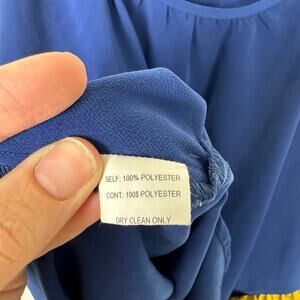 SELF: 100% POLYESTER
CONT: 100$ POLYESTER
DRY CLEAN ONLY